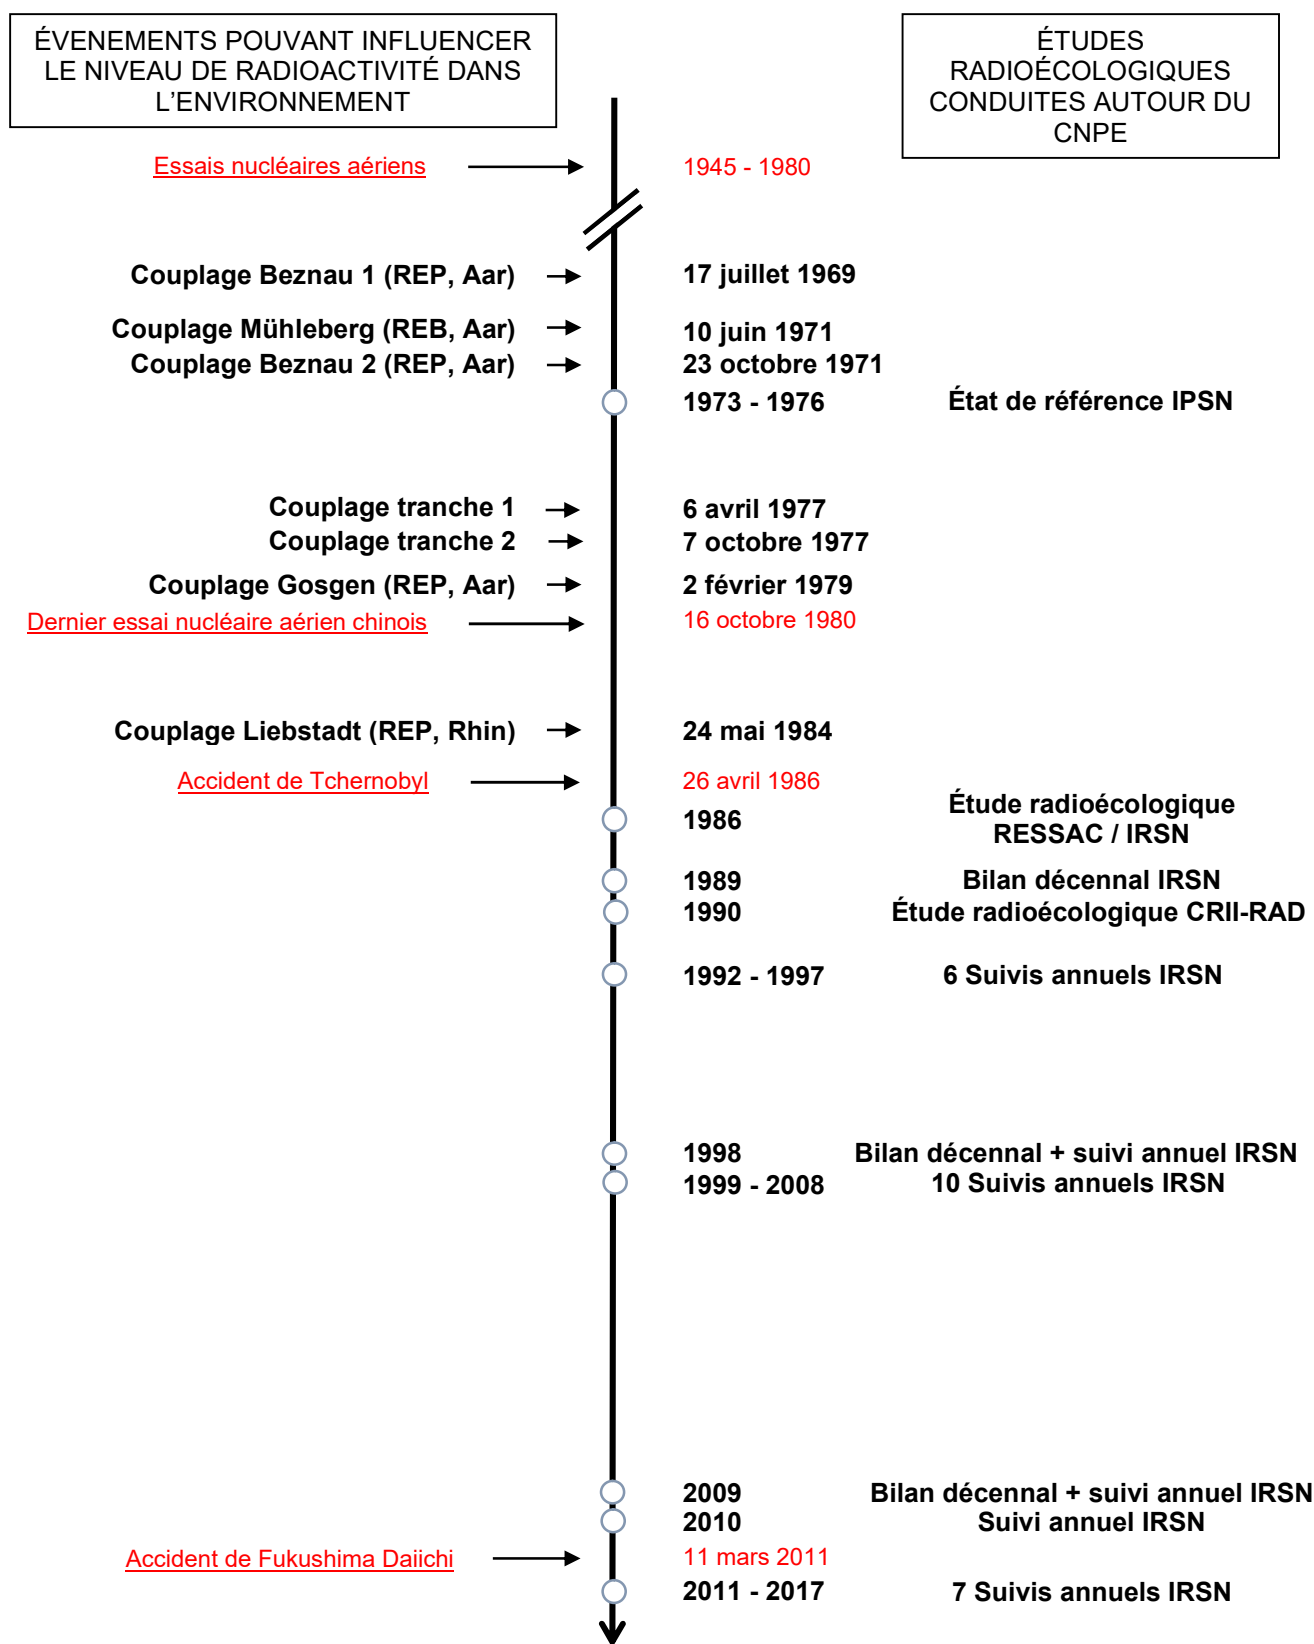 ÉVENEMENTS POUVANT INFLUENCER
LE NIVEAU DE RADIOACTIVITÉ DANS
L'ENVIRONNEMENT
ÉTUDES
RADIOÉCOLOGIQUES
CONDUITES AUTOUR DU
CNPE
Essais nucléaires aériens 1945 - 1980
Couplage Beznau 1 (REP, Aar) 17 juillet 1969
Couplage Mühleberg (REB, Aar) 10 juin 1971
Couplage Beznau 2 (REP, Aar) 23 octobre 1971
1973 - 1976 État de référence IPSN
Couplage tranche 1 6 avril 1977
Couplage tranche 2 7 octobre 1977
Couplage Gosgen (REP, Aar) 2 février 1979
Dernier essai nucléaire aérien chinois 16 octobre 1980
Couplage Liebstadt (REP, Rhin) 24 mai 1984
Accident de Tchernobyl 26 avril 1986
1986 Étude radioécologique
RESSAC / IRSN
1989 Bilan décennal IRSN
1990 Étude radioécologique CRII-RAD
1992 - 1997 6 Suivis annuels IRSN
1998 Bilan décennal + suivi annuel IRSN
1999 - 2008 10 Suivis annuels IRSN
2009 Bilan décennal + suivi annuel IRSN
2010 Suivi annuel IRSN
Accident de Fukushima Daiichi 11 mars 2011
2011 - 2017 7 Suivis annuels IRSN